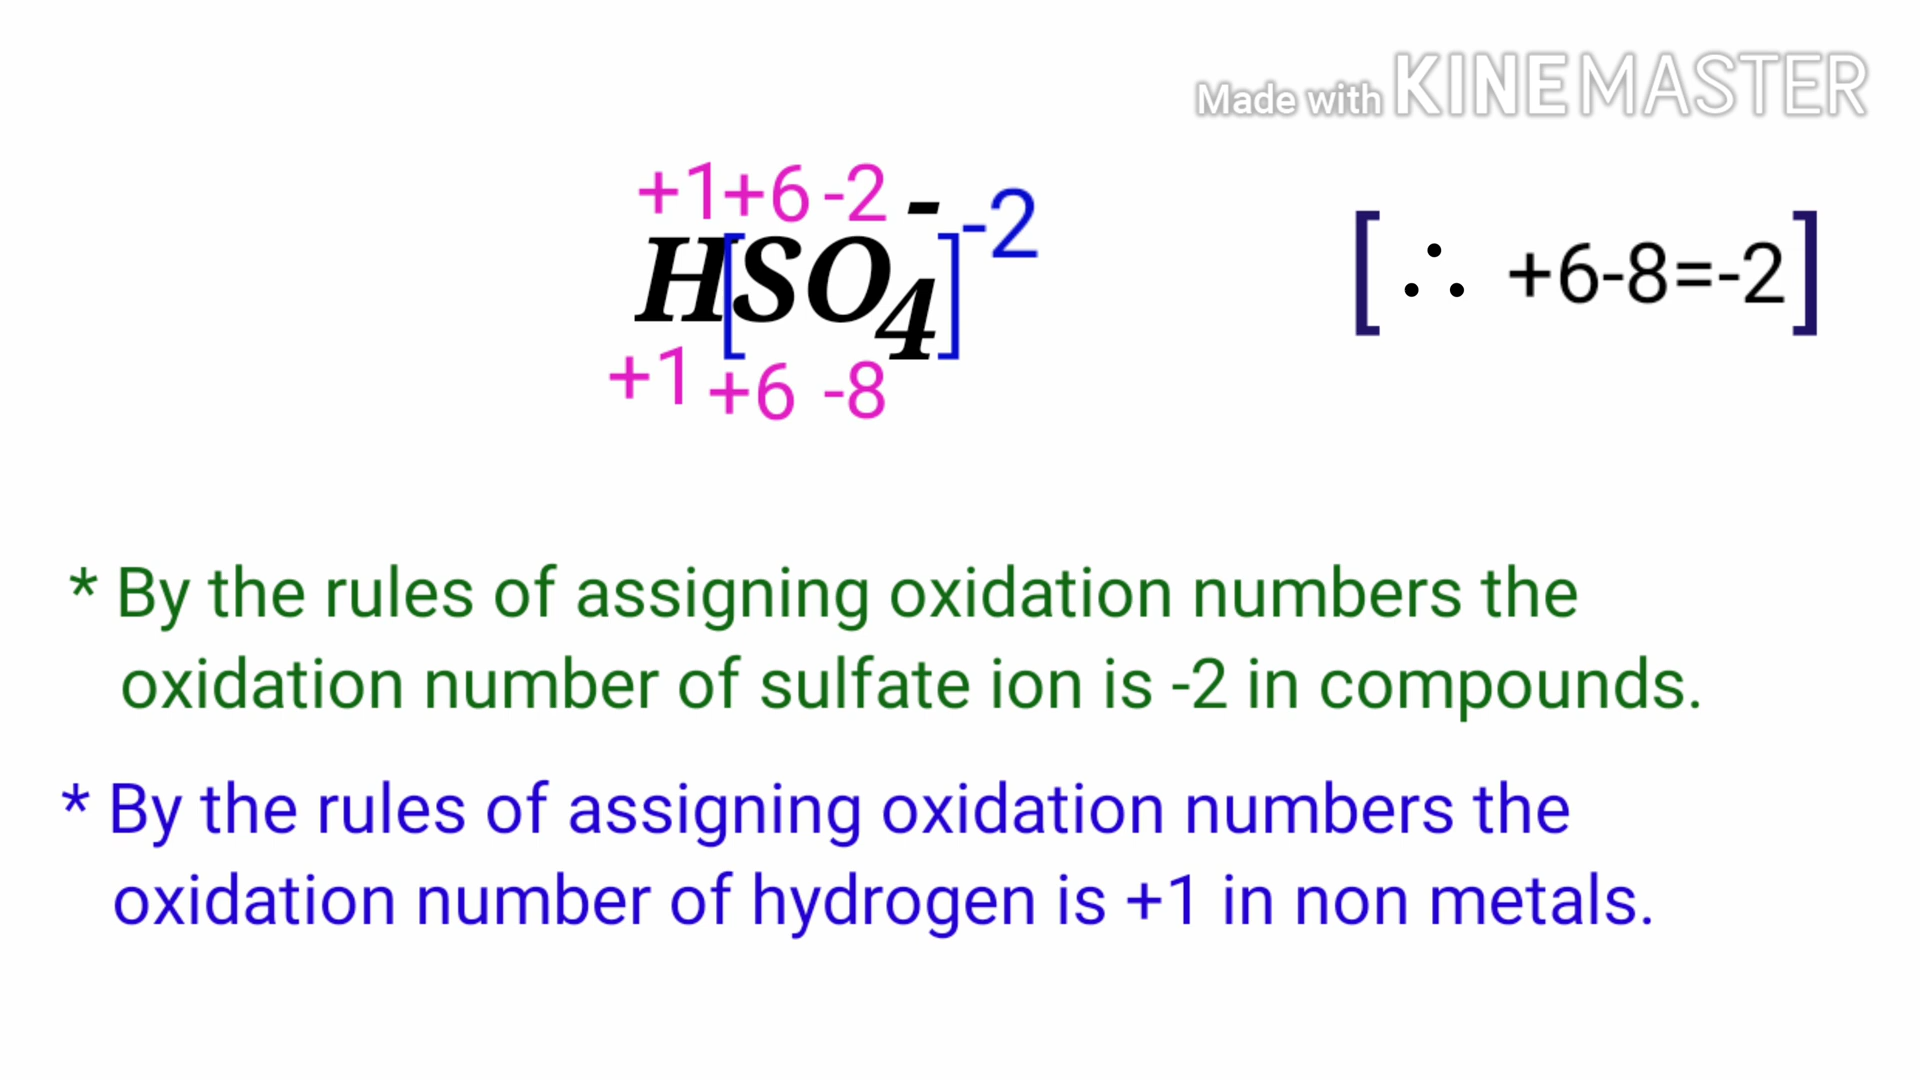 Made with KINEMASTER
+1+6 -2 - -2
H[SO4]
+1 +6 -8
[∴ +6-8=-2]
* By the rules of assigning oxidation numbers the
oxidation number of sulfate ion is -2 in compounds.
* By the rules of assigning oxidation numbers the
oxidation number of hydrogen is +1 in non metals.